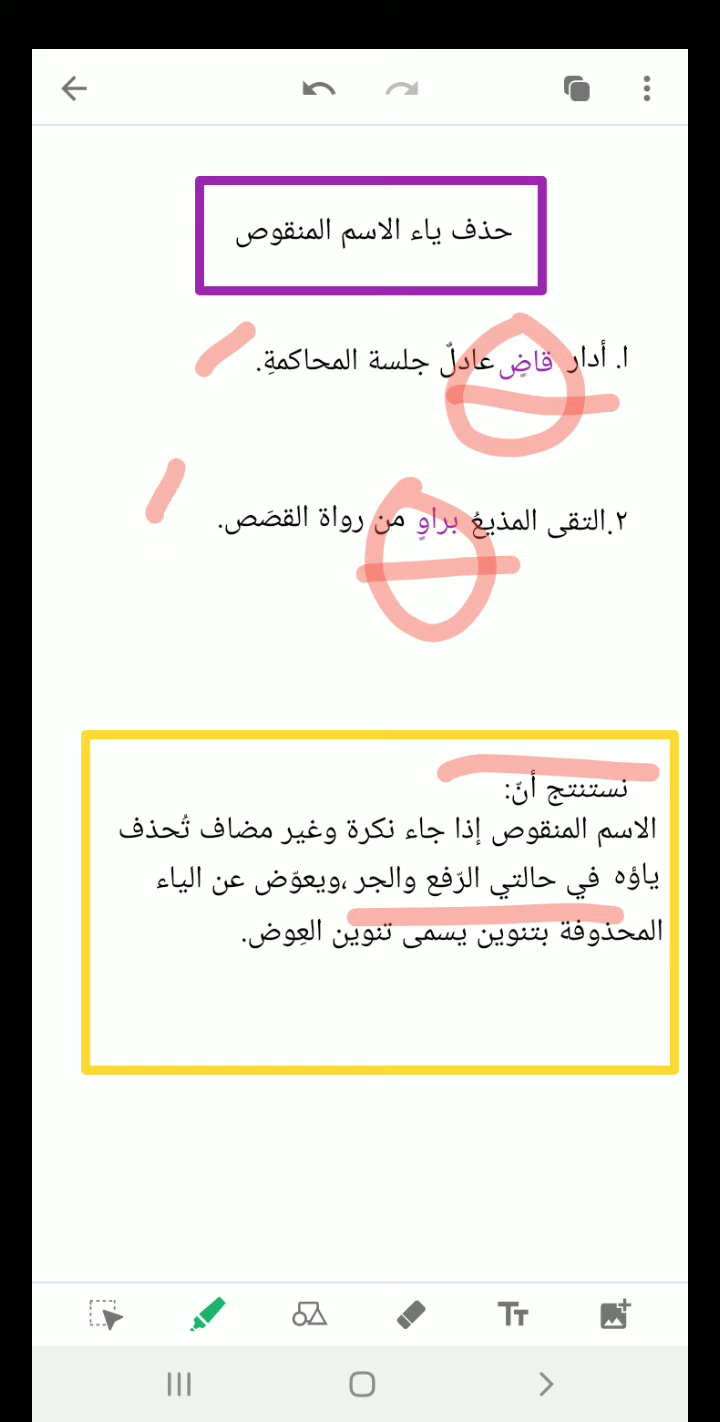 حذف ياء الاسم المنقوص
١. أدار قاضٍ عادلٌ جلسة المحاكمةِ.
٢.التقى المذيعُ براوٍ من رواة القصَص.
نستنتج أنّ:
الاسم المنقوص إذا جاء نكرة وغير مضاف تُحذف
ياؤه في حالتي الرّفع والجر ،ويعوّض عن الياء
المحذوفة بتنوين يسمى تنوين العِوض.
Tт